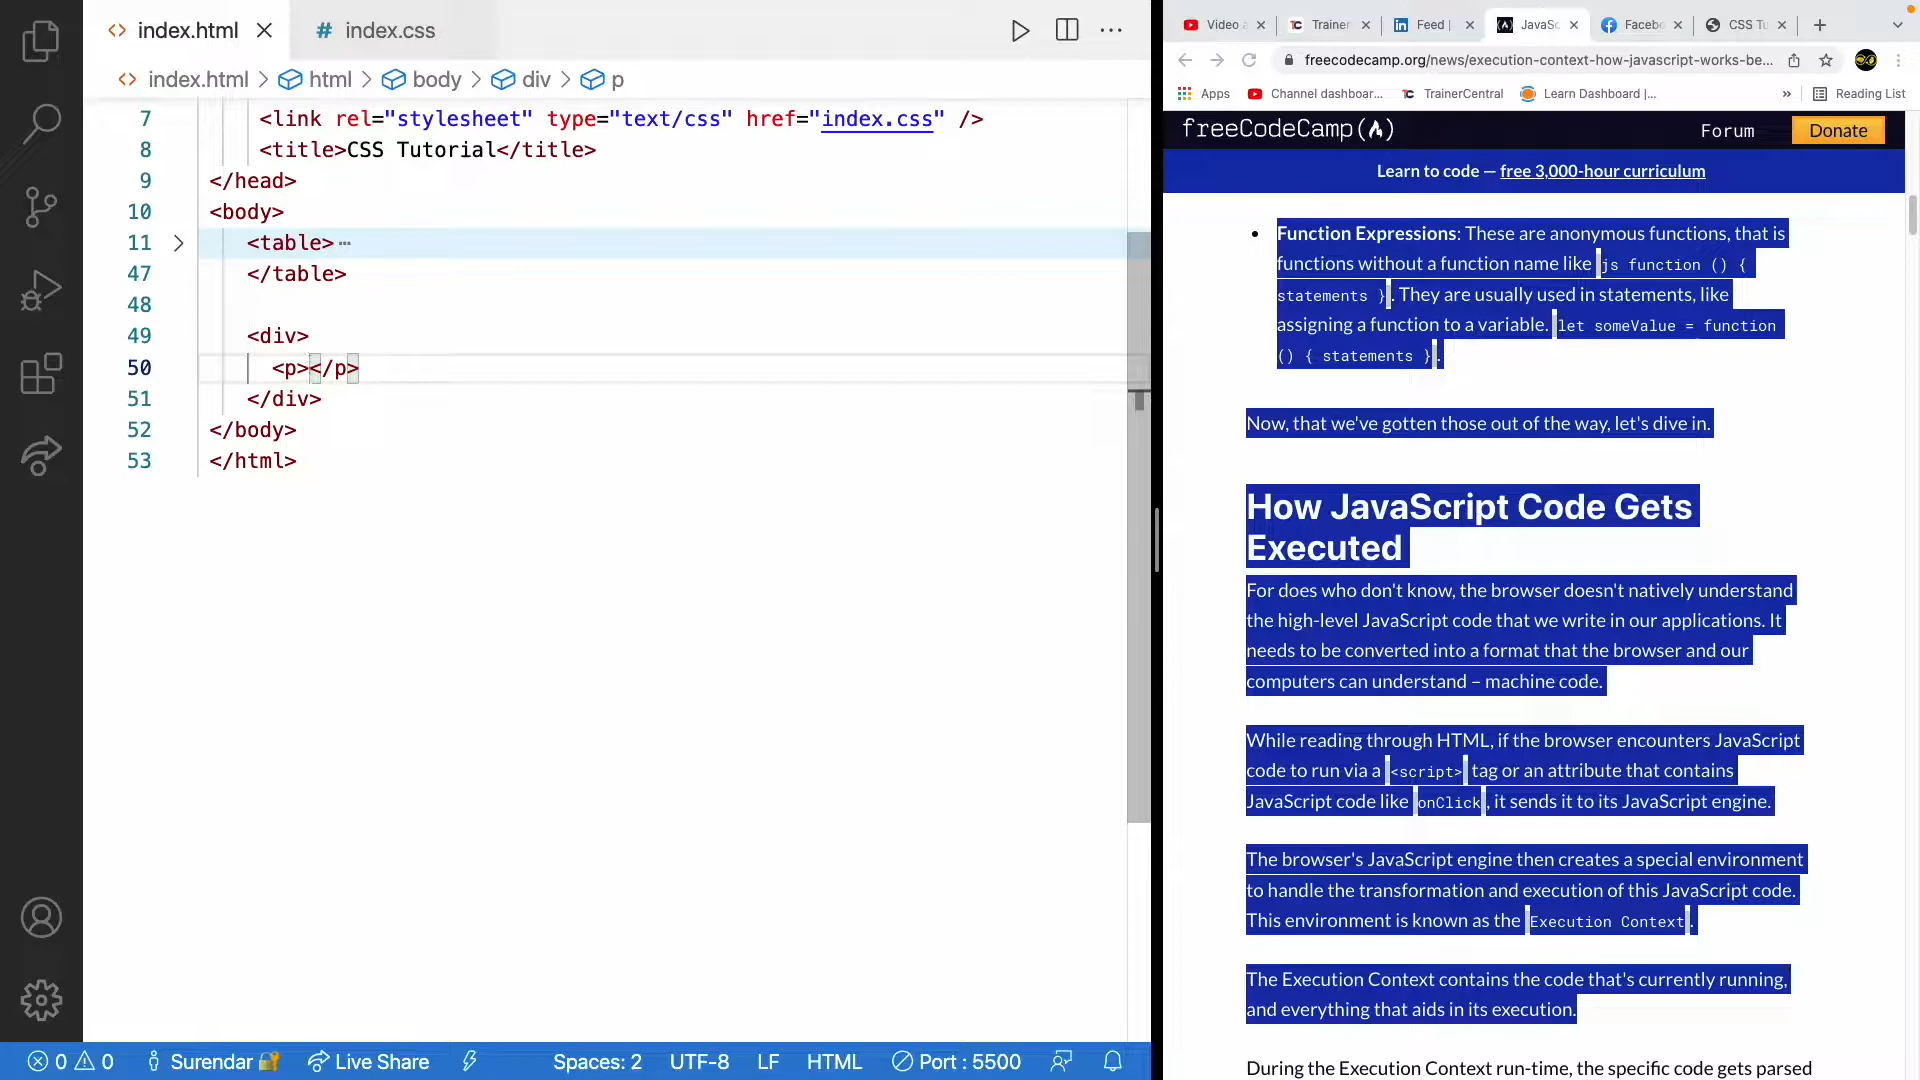 index.html
# index.css
index.html > html > body > div > p
7 <link rel="stylesheet" type="text/css" href="index.css" />
8 <title>CSS Tutorial</title>
9 </head>
10 <body>
11 <table>
47 </table>
48
49 <div>
50 <p></p>
51 </div>
52 </body>
53 </html>
0 0 Surendar Live Share Spaces: 2 UTF-8 LF HTML Port : 5500
Video Trainer Feed | JavaSc Facebo CSS Tu
freecodecamp.org/news/execution-context-how-javascript-works-be...
Apps Channel dashboar... TrainerCentral Learn Dashboard |... » Reading List
freeCodeCamp Forum Donate
Learn to code — free 3,000-hour curriculum
• Function Expressions: These are anonymous functions, that is
functions without a function name like js function () {
statements }. They are usually used in statements, like
assigning a function to a variable. let someValue = function
() { statements }.
Now, that we've gotten those out of the way, let's dive in.
How JavaScript Code Gets
Executed
For does who don't know, the browser doesn't natively understand
the high-level JavaScript code that we write in our applications. It
needs to be converted into a format that the browser and our
computers can understand – machine code.
While reading through HTML, if the browser encounters JavaScript
code to run via a <script> tag or an attribute that contains
JavaScript code like onClick, it sends it to its JavaScript engine.
The browser's JavaScript engine then creates a special environment
to handle the transformation and execution of this JavaScript code.
This environment is known as the Execution Context.
The Execution Context contains the code that's currently running,
and everything that aids in its execution.
During the Execution Context run-time, the specific code gets parsed